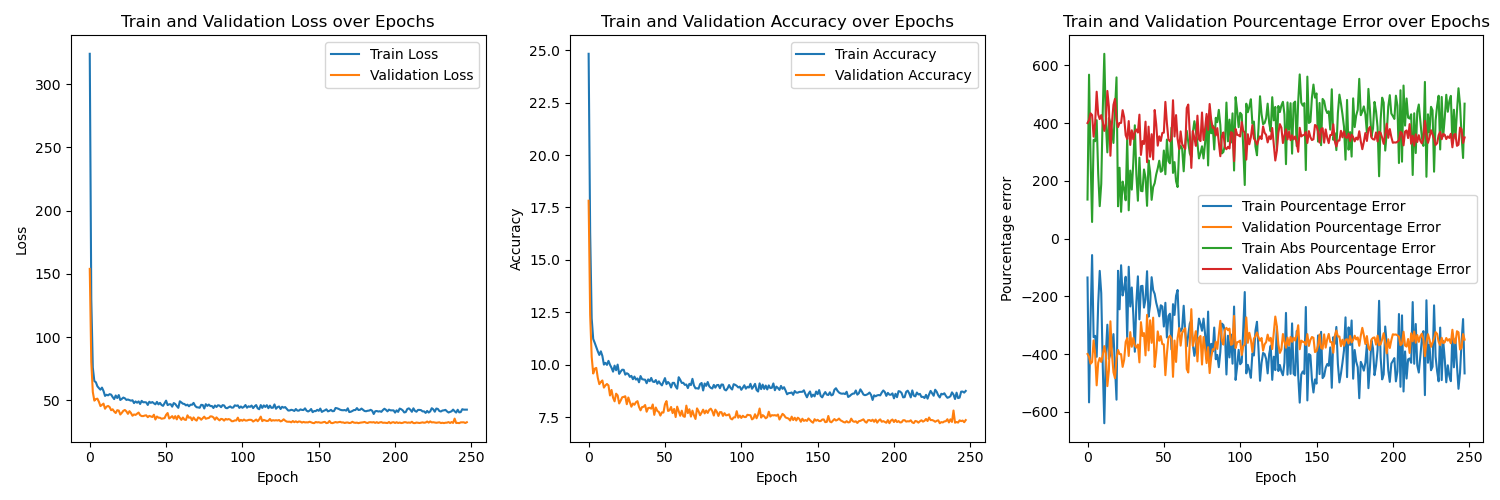 Train and Validation Loss over Epochs
Loss
300
250
200
150
100
50
0
50
100
150
200
250
Epoch
Train Loss
Validation Loss
Train and Validation Accuracy over Epochs
Accuracy
25.0
22.5
20.0
17.5
15.0
12.5
10.0
7.5
0
50
100
150
200
250
Epoch
Train Accuracy
Validation Accuracy
Train and Validation Pourcentage Error over Epochs
Pourcentage error
600
400
200
0
−200
−400
−600
0
50
100
150
200
250
Epoch
Train Pourcentage Error
Validation Pourcentage Error
Train Abs Pourcentage Error
Validation Abs Pourcentage Error